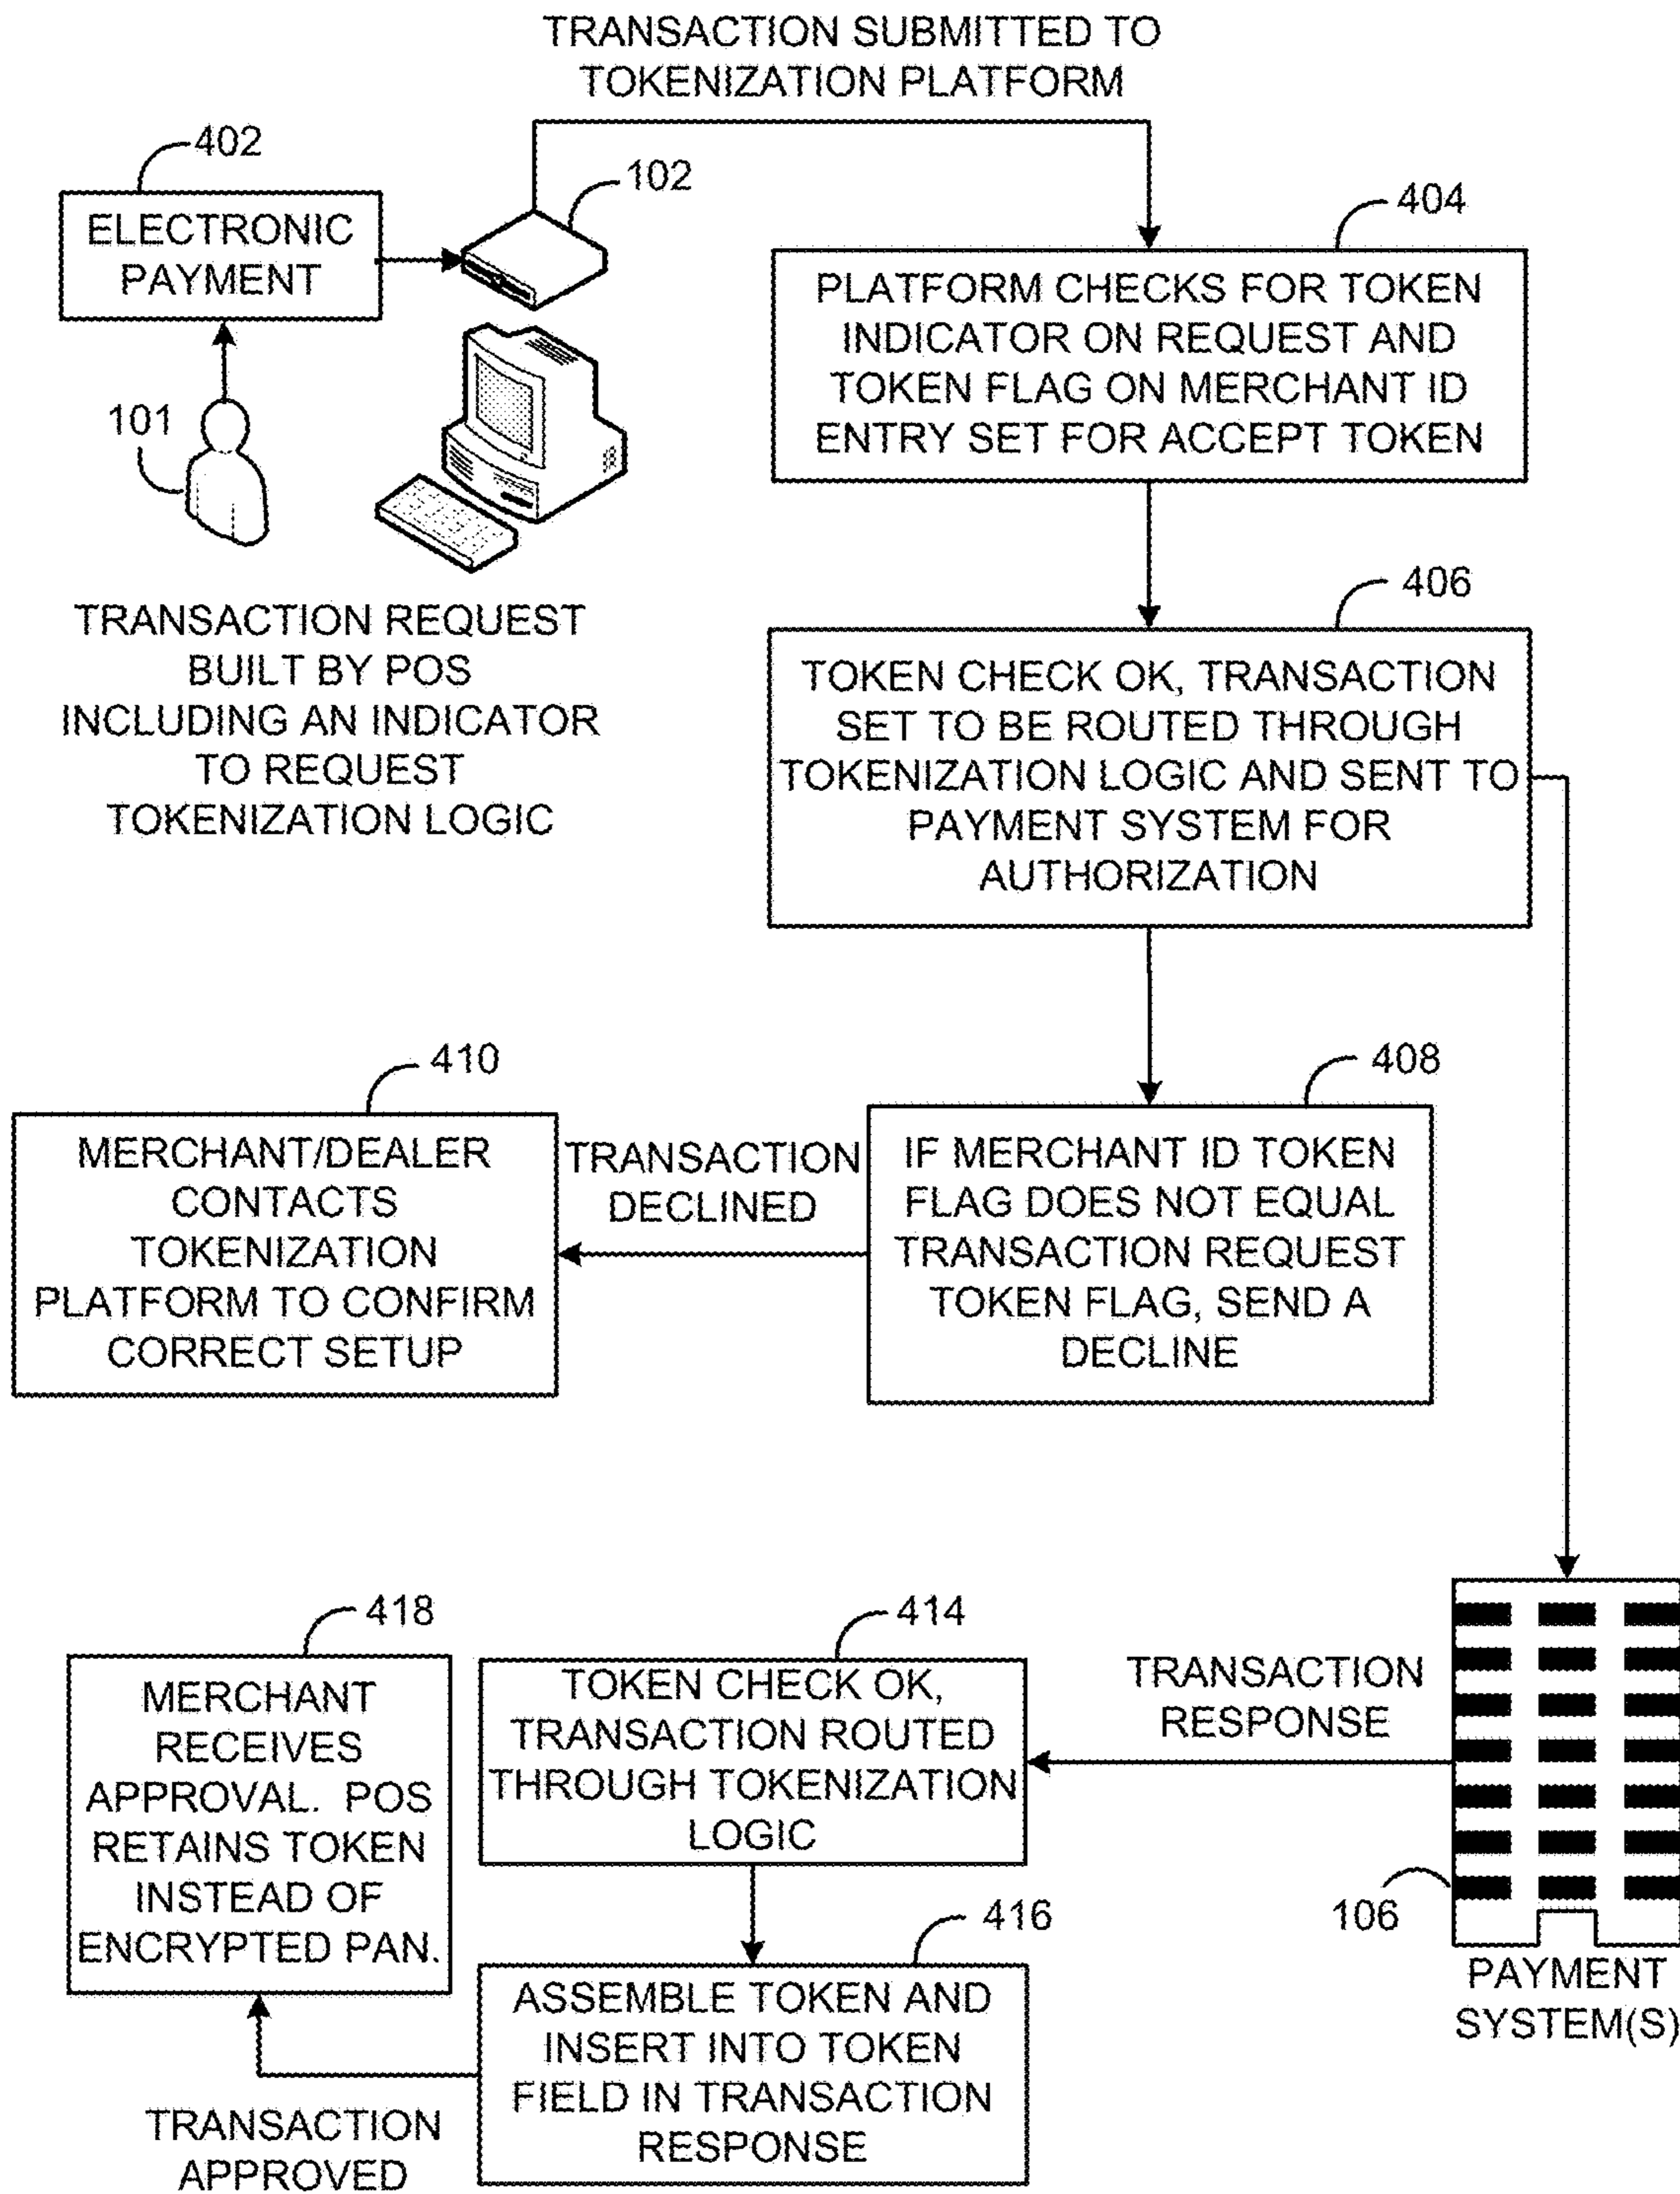 TRANSACTION SUBMITTED TO
TOKENIZATION PLATFORM
402
102
404
ELECTRONIC
PAYMENT
101
PLATFORM CHECKS FOR TOKEN
INDICATOR ON REQUEST AND
TOKEN FLAG ON MERCHANT ID
ENTRY SET FOR ACCEPT TOKEN
TRANSACTION REQUEST
BUILT BY POS
INCLUDING AN INDICATOR
TO REQUEST
TOKENIZATION LOGIC
406
TOKEN CHECK OK, TRANSACTION
SET TO BE ROUTED THROUGH
TOKENIZATION LOGIC AND SENT TO
PAYMENT SYSTEM FOR
AUTHORIZATION
410
408
MERCHANT/DEALER
CONTACTS
TOKENIZATION
PLATFORM TO CONFIRM
CORRECT SETUP
TRANSACTION
DECLINED
IF MERCHANT ID TOKEN
FLAG DOES NOT EQUAL
TRANSACTION REQUEST
TOKEN FLAG, SEND A
DECLINE
418
414
MERCHANT
RECEIVES
APPROVAL. POS
RETAINS TOKEN
INSTEAD OF
ENCRYPTED PAN.
TOKEN CHECK OK,
TRANSACTION ROUTED
THROUGH TOKENIZATION
LOGIC
TRANSACTION
RESPONSE
106
PAYMENT
SYSTEM(S)
416
ASSEMBLE TOKEN AND
INSERT INTO TOKEN
FIELD IN TRANSACTION
RESPONSE
TRANSACTION
APPROVED